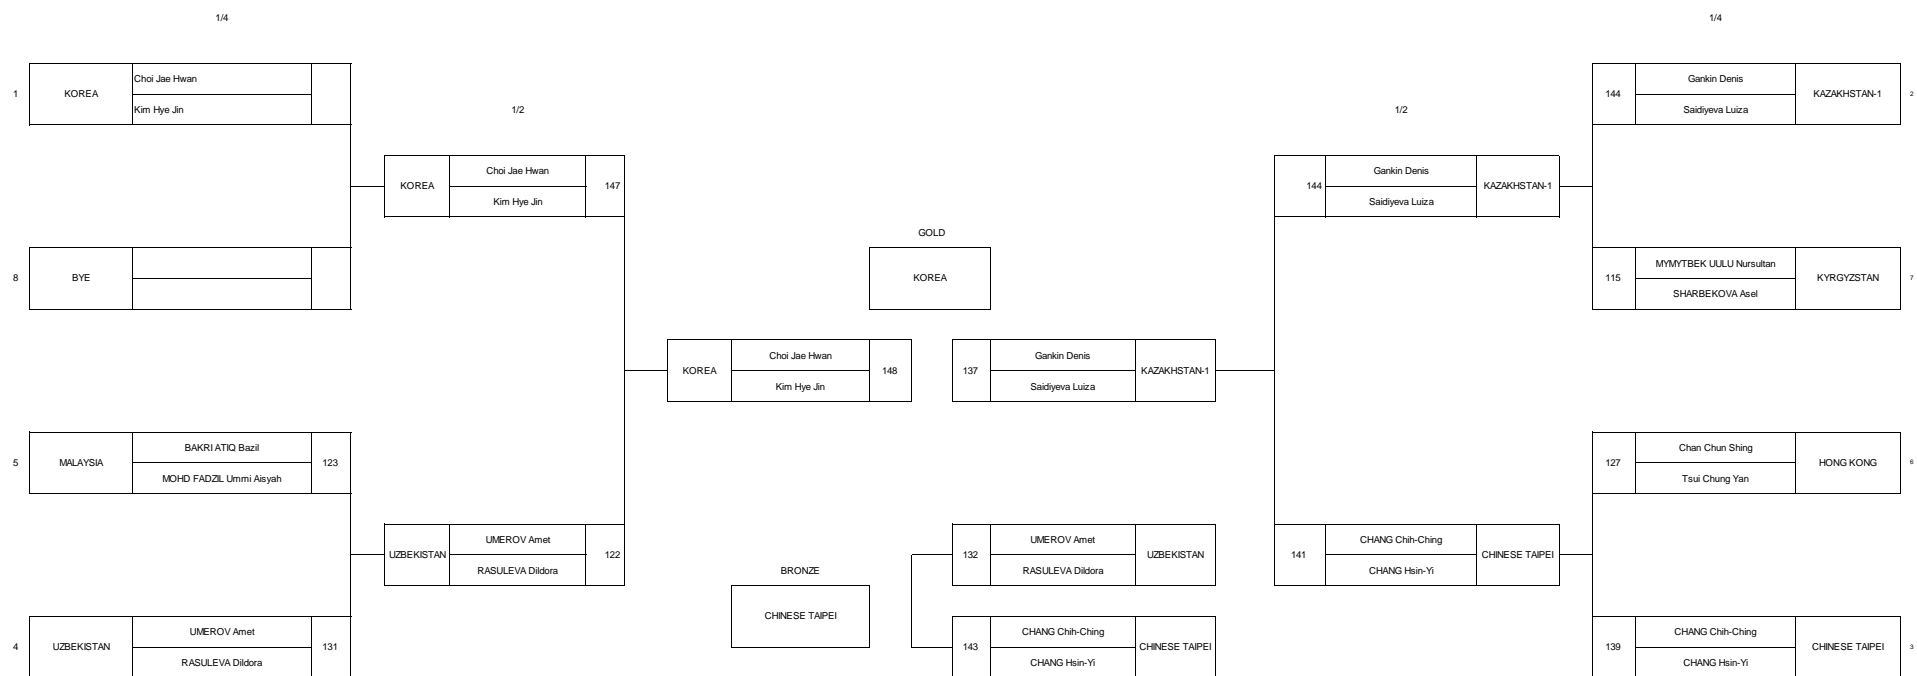 1/4
1/4
1
KOREA
Choi Jae Hwan
Kim Hye Jin
144
Gankin Denis
Saidiyeva Luiza
KAZAKHSTAN-1
2
1/2
1/2
KOREA
Choi Jae Hwan
Kim Hye Jin
147
144
Gankin Denis
Saidiyeva Luiza
KAZAKHSTAN-1
GOLD
KOREA
8
BYE
115
MYMYTBEK UULU Nursultan
SHARBEKOVA Asel
KYRGYZSTAN
7
KOREA
Choi Jae Hwan
Kim Hye Jin
148
137
Gankin Denis
Saidiyeva Luiza
KAZAKHSTAN-1
5
MALAYSIA
BAKRI ATIQ Bazil
MOHD FADZIL Ummi Aisyah
123
127
Chan Chun Shing
Tsui Chung Yan
HONG KONG
6
UZBEKISTAN
UMEROV Amet
RASULEVA Dildora
122
132
UMEROV Amet
RASULEVA Dildora
UZBEKISTAN
141
CHANG Chih-Ching
CHANG Hsin-Yi
CHINESE TAIPEI
BRONZE
CHINESE TAIPEI
4
UZBEKISTAN
UMEROV Amet
RASULEVA Dildora
131
143
CHANG Chih-Ching
CHANG Hsin-Yi
CHINESE TAIPEI
139
CHANG Chih-Ching
CHANG Hsin-Yi
CHINESE TAIPEI
3